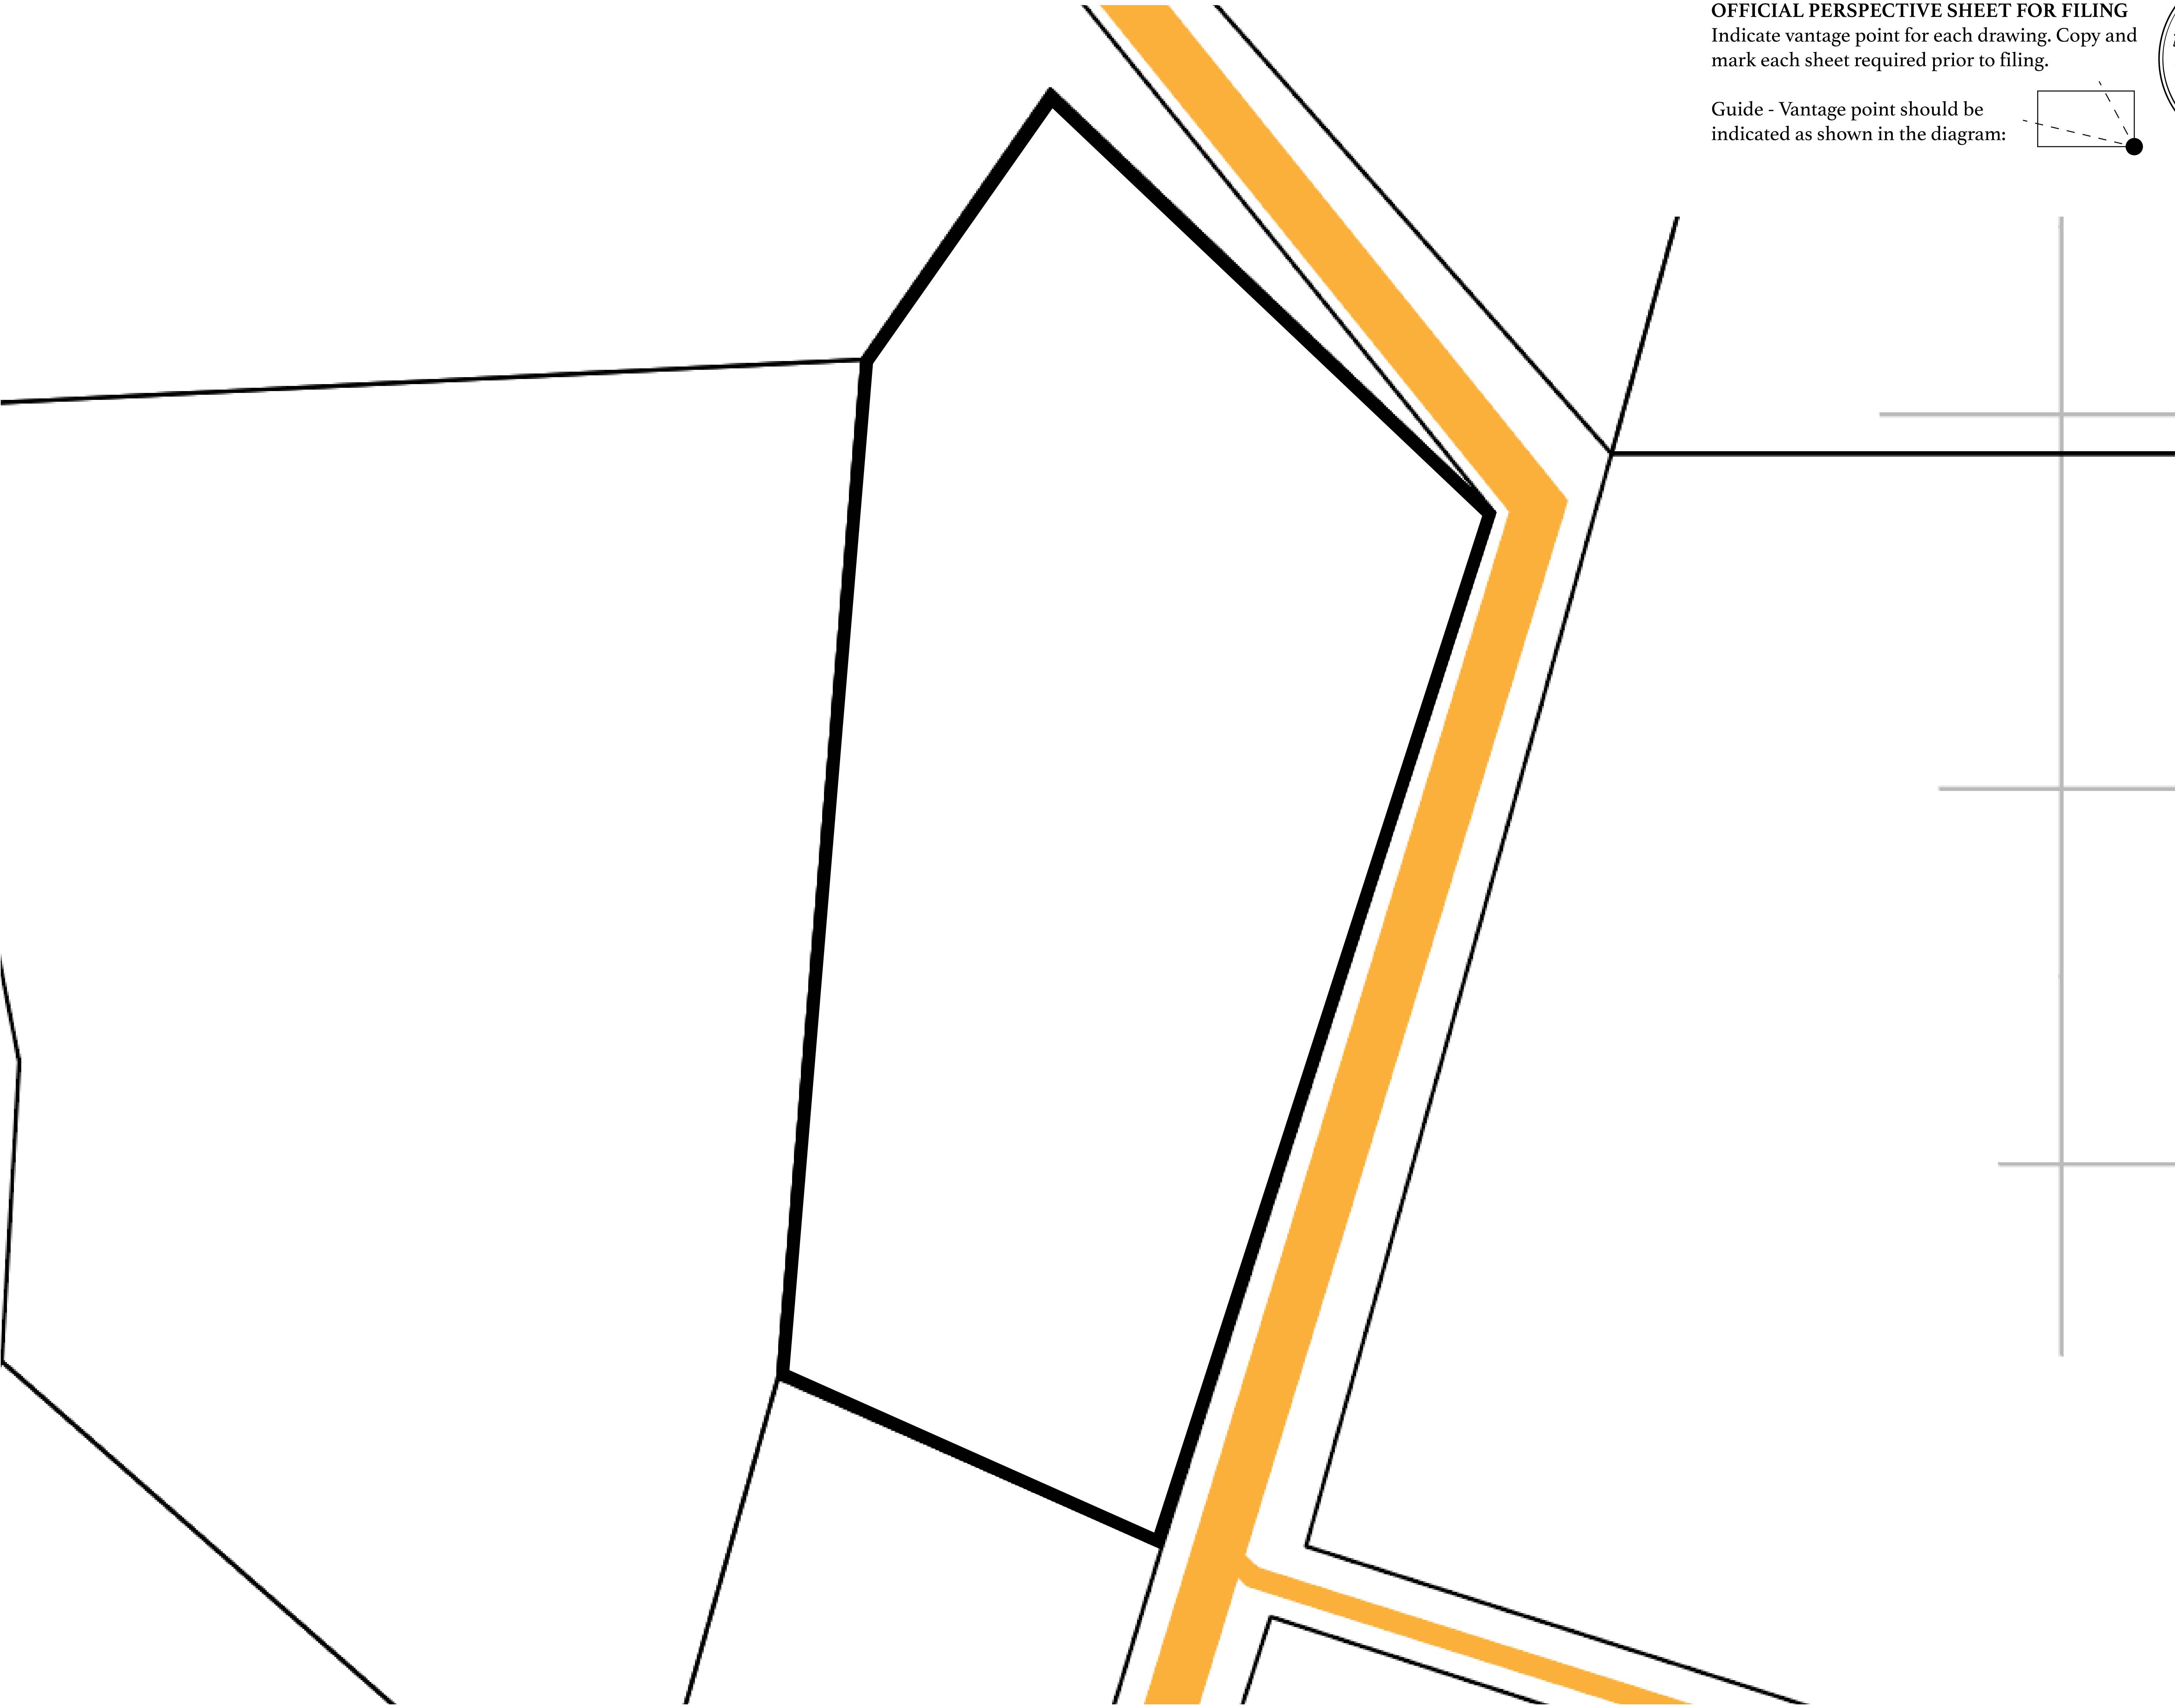 OFFICIAL PERSPECTIVE SHEET FOR FILING
Indicate vantage point for each drawing. Copy and
mark each sheet required prior to filing.
Guide - Vantage point should be
indicated as shown in the diagram: